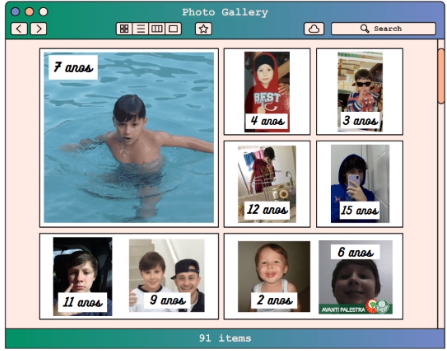 Photo Gallery
Search
7 anos
BEST
4 anos
3 anos
12 anos
15 anos
11 anos
9 anos
2 anos
6 anos
AVANTI PALESTRA
91 items